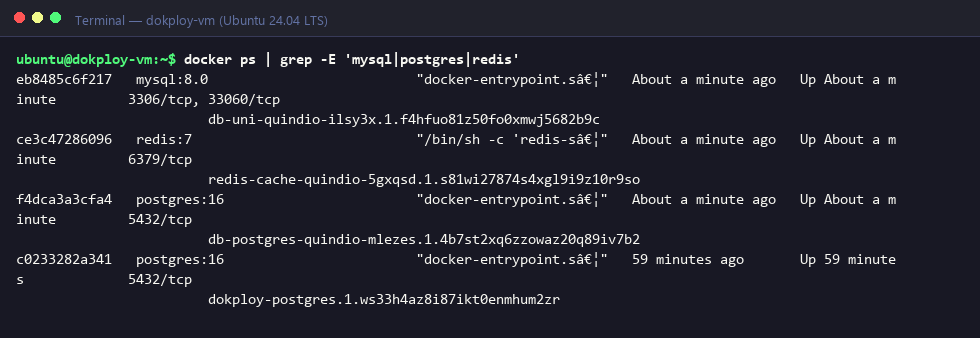 Terminal — dokploy-vm (Ubuntu 24.04 LTS)
ubuntu@dokploy-vm:~$ docker ps | grep -E 'mysql|postgres|redis'
eb8485c6f217   mysql:8.0                            "docker-entrypoint.sâ€¦"   About a minute ago   Up About a m
inute         3306/tcp, 33060/tcp
                        db-uni-quindio-ilsy3x.1.f4hfuo81z50fo0xmwj5682b9c
ce3c47286096   redis:7                            "/bin/sh -c 'redis-sâ€¦"   About a minute ago   Up About a m
inute         6379/tcp
                        redis-cache-quindio-5gxqsd.1.s81wi27874s4xgl9i9z10r9so
f4dca3a3cfa4   postgres:16                        "docker-entrypoint.sâ€¦"   About a minute ago   Up About a m
inute         5432/tcp
                        db-postgres-quindio-mlezes.1.4b7st2xq6zzowaz20q89iv7b2
c0233282a341   postgres:16                        "docker-entrypoint.sâ€¦"   59 minutes ago       Up 59 minute
s             5432/tcp
                        dokploy-postgres.1.ws33h4az8i87ikt0enmhum2zr